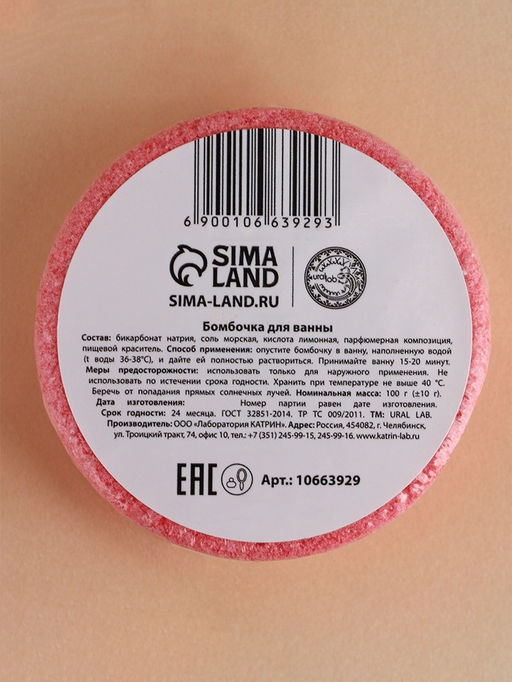 6 900106 639293
SIMA
LAND
SIMA-LAND.RU
ural lab
Бомбочка для ванны
Состав: бикарбонат натрия, соль морская, кислота лимонная, парфюмерная композиция,
пищевой краситель. Способ применения: опустите бомбочку в ванну, наполненную водой
(t воды 36-38°С), и дайте ей полностью раствориться. Принимайте ванну 15-20 минут.
Меры предосторожности: использовать только для наружного применения. Не
использовать по истечении срока годности. Хранить при температуре не выше 40 °С.
Беречь от попадания прямых солнечных лучей. Номинальная масса: 100 г (±10 г).
Дата изготовления: Номер партии равен дате изготовления.
Срок годности: 24 месяца. ГОСТ 32851-2014. ТР ТС 009/2011. ТМ: URAL LAB.
Производитель: ООО «Лаборатория КАТРИН». Адрес: Россия, 454082, г. Челябинск,
ул. Троицкий тракт, 74, офис 10, тел.: +7 (351) 245-99-15, 245-99-16. www.katrin-lab.ru
EAC Арт.: 10663929